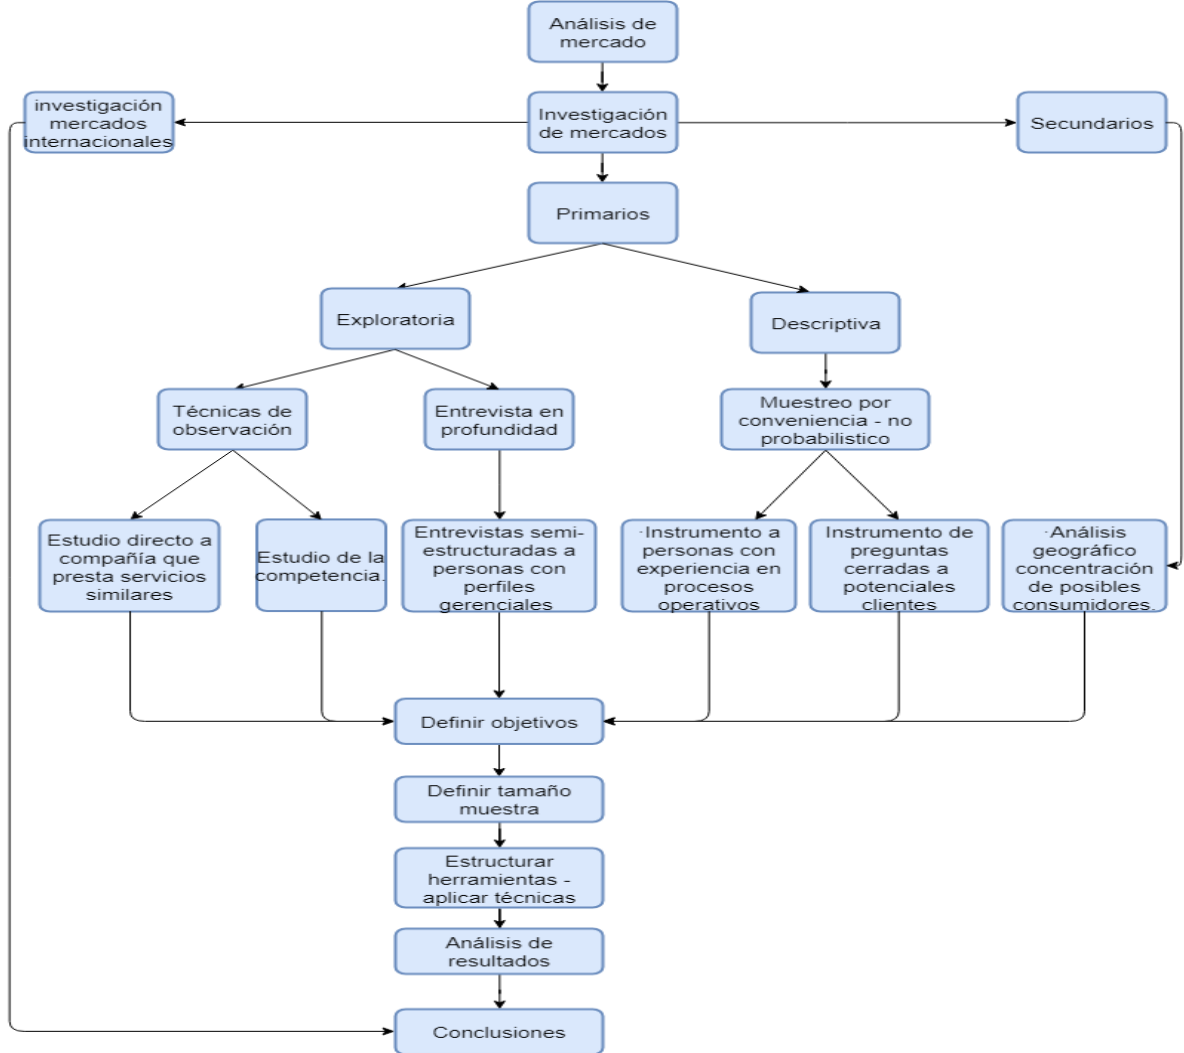 Análisis de
mercado
investigación
mercados
internacionales
Investigación
de mercados
Secundarios
Primarios
Exploratoria
Descriptiva
Técnicas de
observación
Entrevista en
profundidad
Muestreo por
conveniencia - no
probabilistico
Estudio directo a
compañía que
presta servicios
similares
Estudio de la
competencia.
Entrevistas semi-
estructuradas a
personas con
perfiles
gerenciales
·Instrumento a
personas con
experiencia en
procesos
operativos
Instrumento de
preguntas
cerradas a
potenciales
clientes
·Análisis
geográfico
concentración
de posibles
consumidores.
Definir objetivos
Definir tamaño
muestra
Estructurar
herramientas -
aplicar técnicas
Análisis de
resultados
Conclusiones